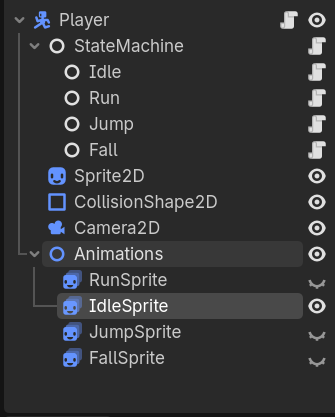 Player
StateMachine
Idle
Run
Jump
Fall
Sprite2D
CollisionShape2D
Camera2D
Animations
RunSprite
IdleSprite
JumpSprite
FallSprite